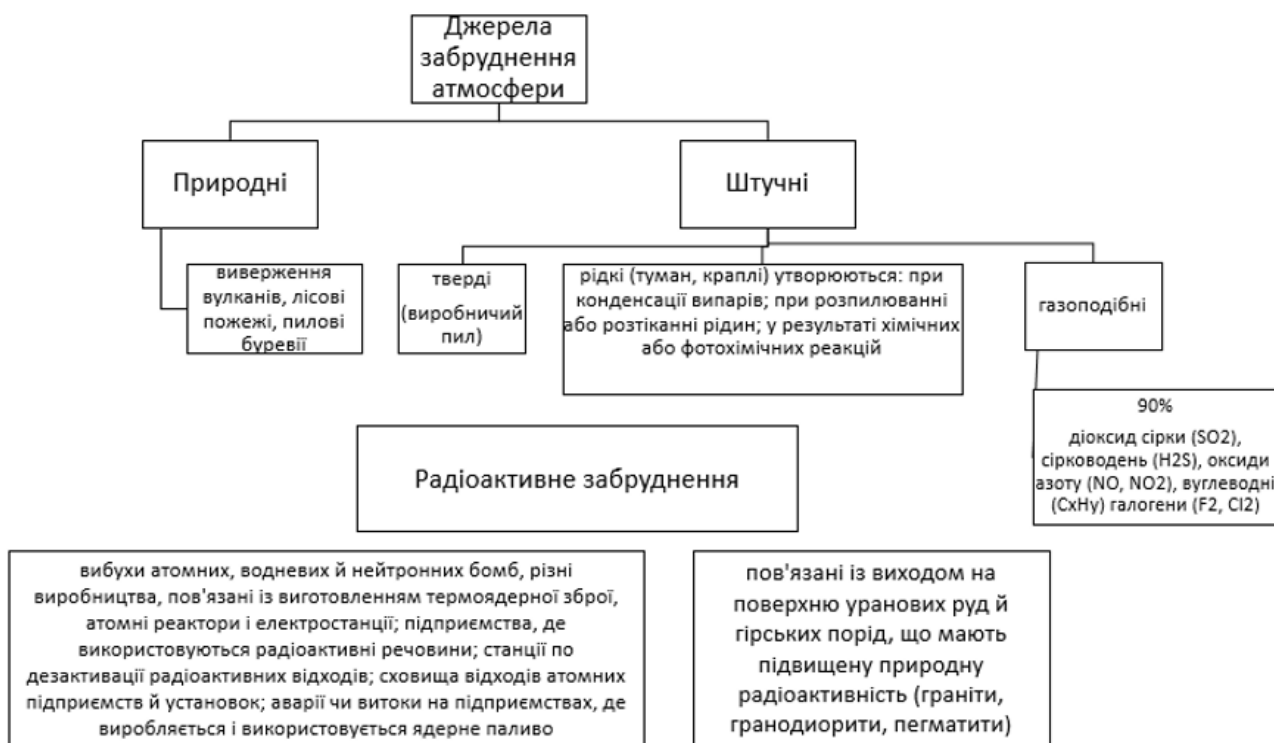 Джерела
забруднення
атмосфери
Природні
Штучні
виверження
вулканів, лісові
пожежі, пилові
буревії
тверді
(виробничий
пил)
рідкі (туман, краплі) утворюються: при
конденсації випарів; при розпилюванні
або розтіканні рідин; у результаті хімічних
або фотохімічних реакцій
газоподібні
90%
діоксид сірки (SO2),
сірководень (H2S), оксиди
азоту (NO, NO2), вуглеводні
(CxHy) галогени (F2, Cl2)
Радіоактивне забруднення
вибухи атомних, водневих й нейтронних бомб, різні
виробництва, пов'язані із виготовленням термоядерної зброї,
атомні реактори і електростанції; підприємства, де
використовуються радіоактивні речовини; станції по
дезактивації радіоактивних відходів; сховища відходів атомних
підприємств й установок; аварії чи витоки на підприємствах, де
виробляється і використовується ядерне паливо
пов'язані із виходом на
поверхню уранових руд й
гірських порід, що мають
підвищену природну
радіоактивність (граніти,
гранодиорити, пегматити)